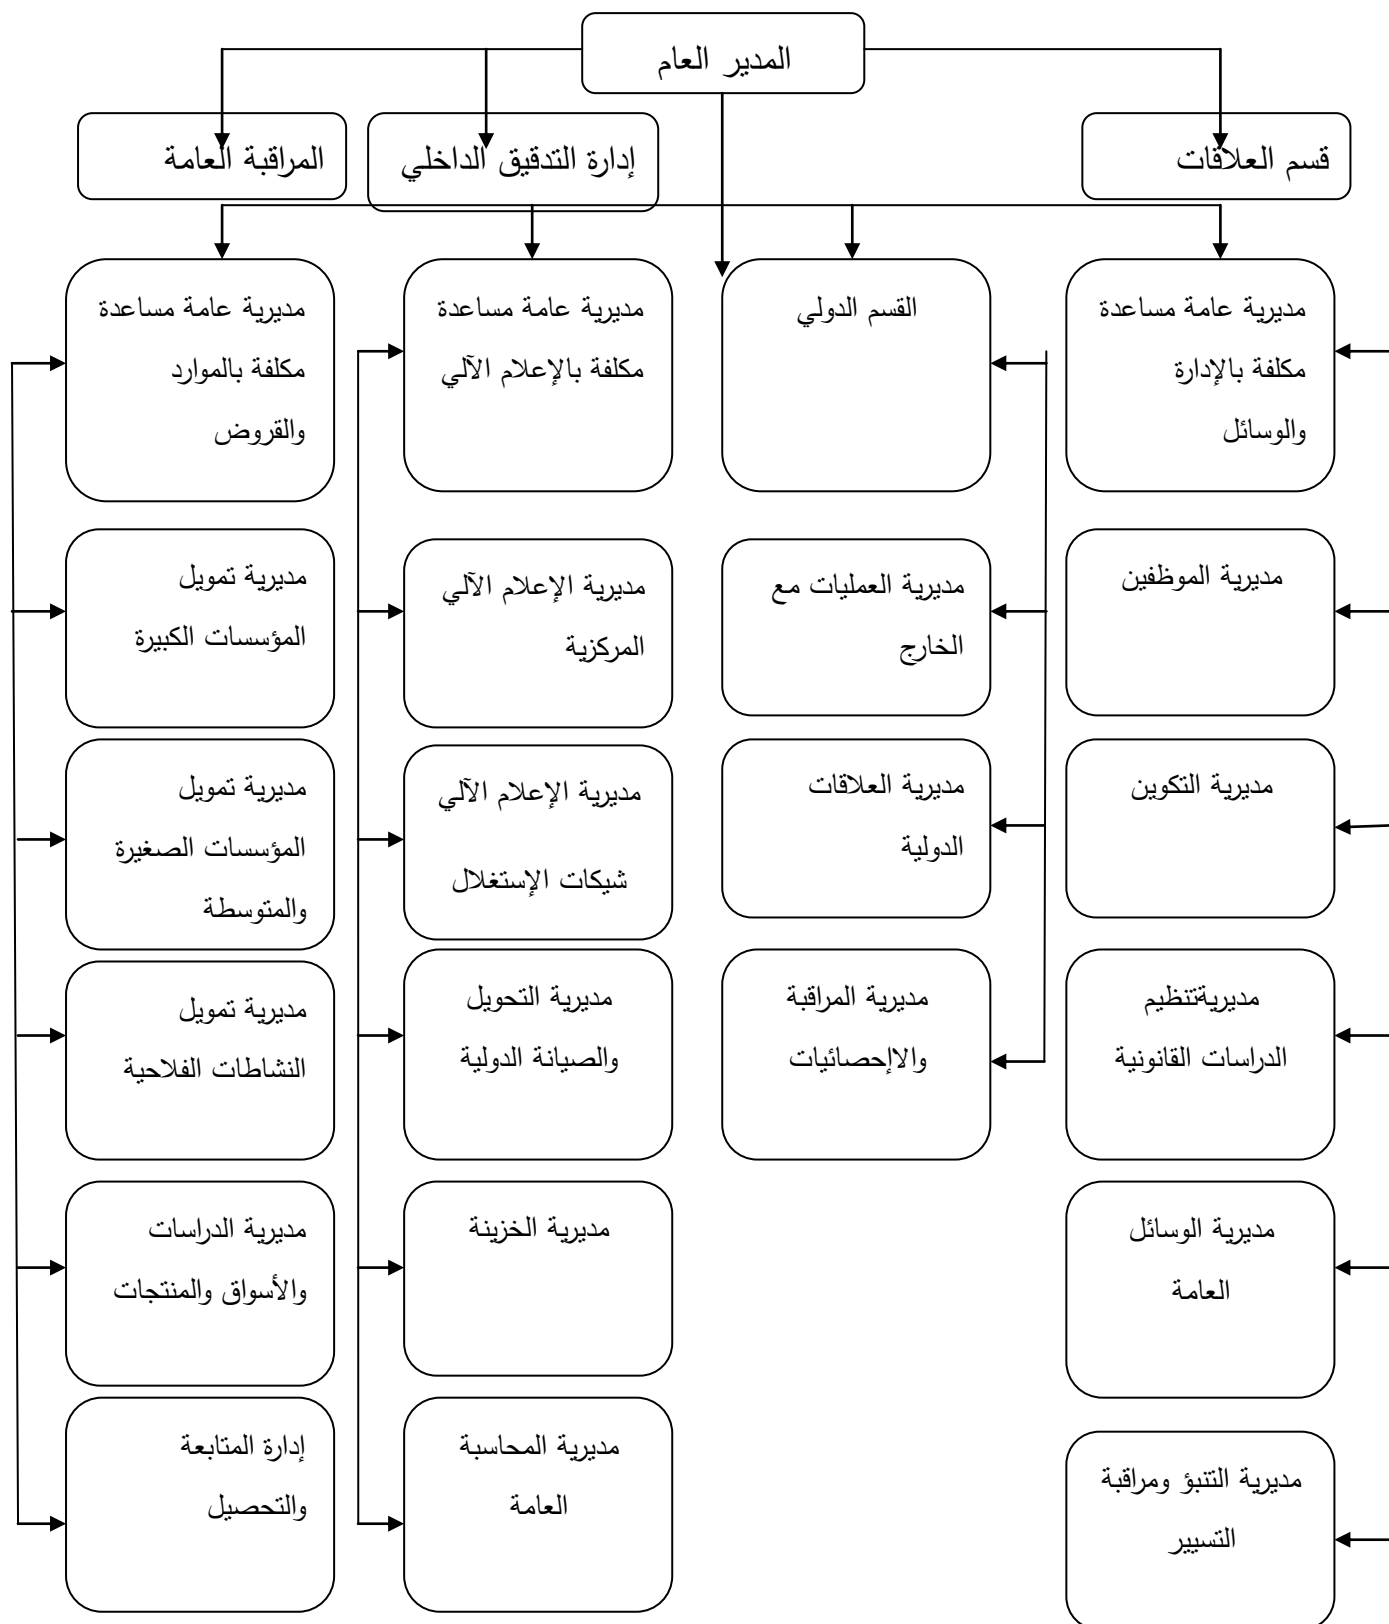 المدير العام
قسم العلاقات
إدارة التدقيق الداخلي
المراقبة العامة
مديرية عامة مساعدة
مكلفة بالإدارة
والوسائل
القسم الدولي
مديرية عامة مساعدة
مكلفة بالإعلام الآلي
مديرية عامة مساعدة
مكلفة بالموارد
والقروض
مديرية الموظفين
مديرية العمليات مع
الخارج
مديرية الإعلام الآلي
المركزية
مديرية تمويل
المؤسسات الكبيرة
مديرية التكوين
مديرية العلاقات
الدولية
مديرية الإعلام الآلي
شيكات الإستغلال
مديرية تمويل
المؤسسات الصغيرة
والمتوسطة
مديريةتنظيم
الدراسات القانونية
مديرية المراقبة
والاإحصائيات
مديرية التحويل
والصيانة الدولية
مديرية تمويل
النشاطات الفلاحية
مديرية الوسائل
العامة
مديرية الخزينة
مديرية الدراسات
والأسواق والمنتجات
مديرية التنبؤ ومراقبة
التسيير
مديرية المحاسبة
العامة
إدارة المتابعة
والتحصيل